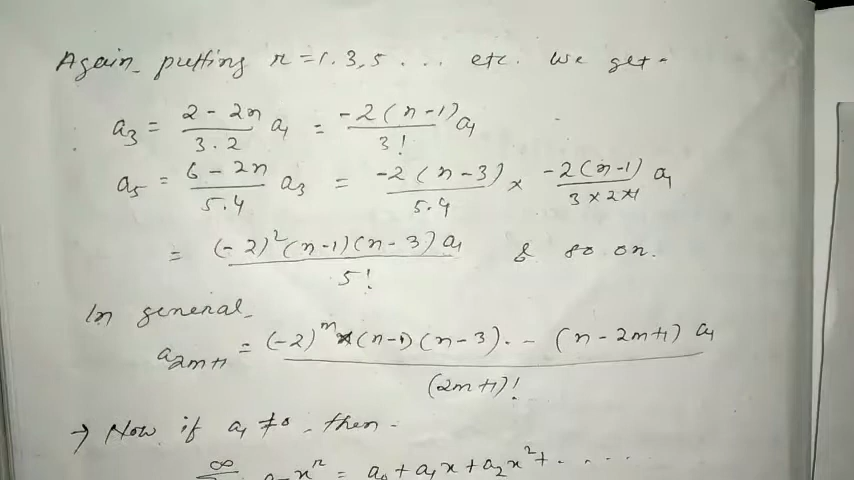 Again, putting r = 1, 3, 5 ... etc. we get -
a₃ = (2 - 2n)/(3.2) a₁ = (-2(n-1))/(3!) a₁
a₅ = (6 - 2n)/(5.4) a₃ = (-2(n-3))/(5.4) × (-2(n-1))/(3×2×1) a₁
= ((-2)²(n-1)(n-3) a₁)/(5!) & so on.
In general,
a₂ₘ₊₁ = ((-2)ᵐ (n-1)(n-3). - (n-2m+1) a₁)/((2m+1)!)
→ Now if a₁ ≠ 0, then -
∞ xʳ = a₀ + a₁x + a₂x² + .....